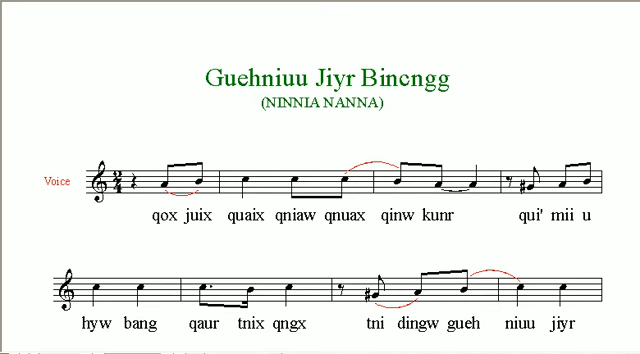 Guehniuu Jiyr Bincngg
(NINNIA NANNA)
Voice
qox juix quaix qniaw qnuax qinw kunr qui' mii u
hyw bang qaur tnix qngx tni dingw gueh niuu jiyr